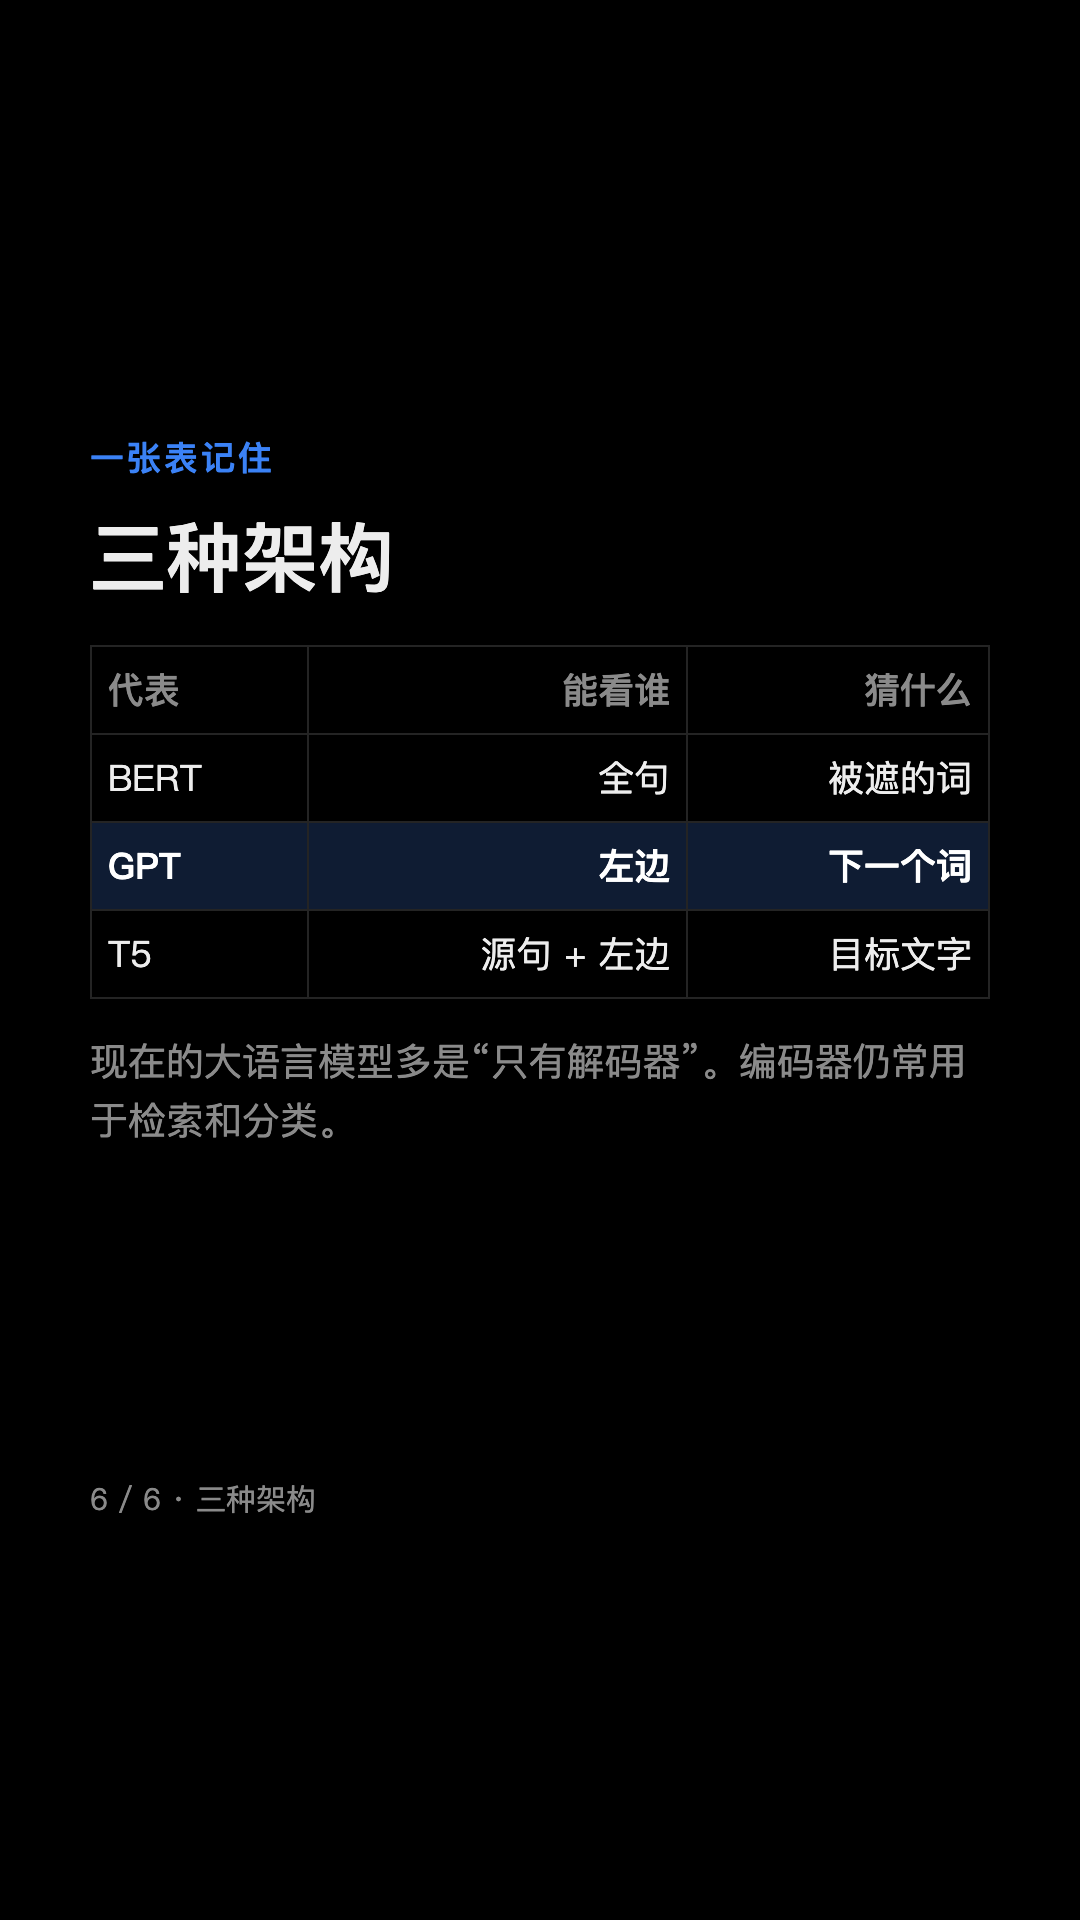 一张表记住
三种架构
代表 能看谁 猜什么
BERT 全句 被遮的词
GPT 左边 下一个词
T5 源句 + 左边 目标文字
现在的大语言模型多是“只有解码器”。编码器仍常用
于检索和分类。
6 / 6 · 三种架构